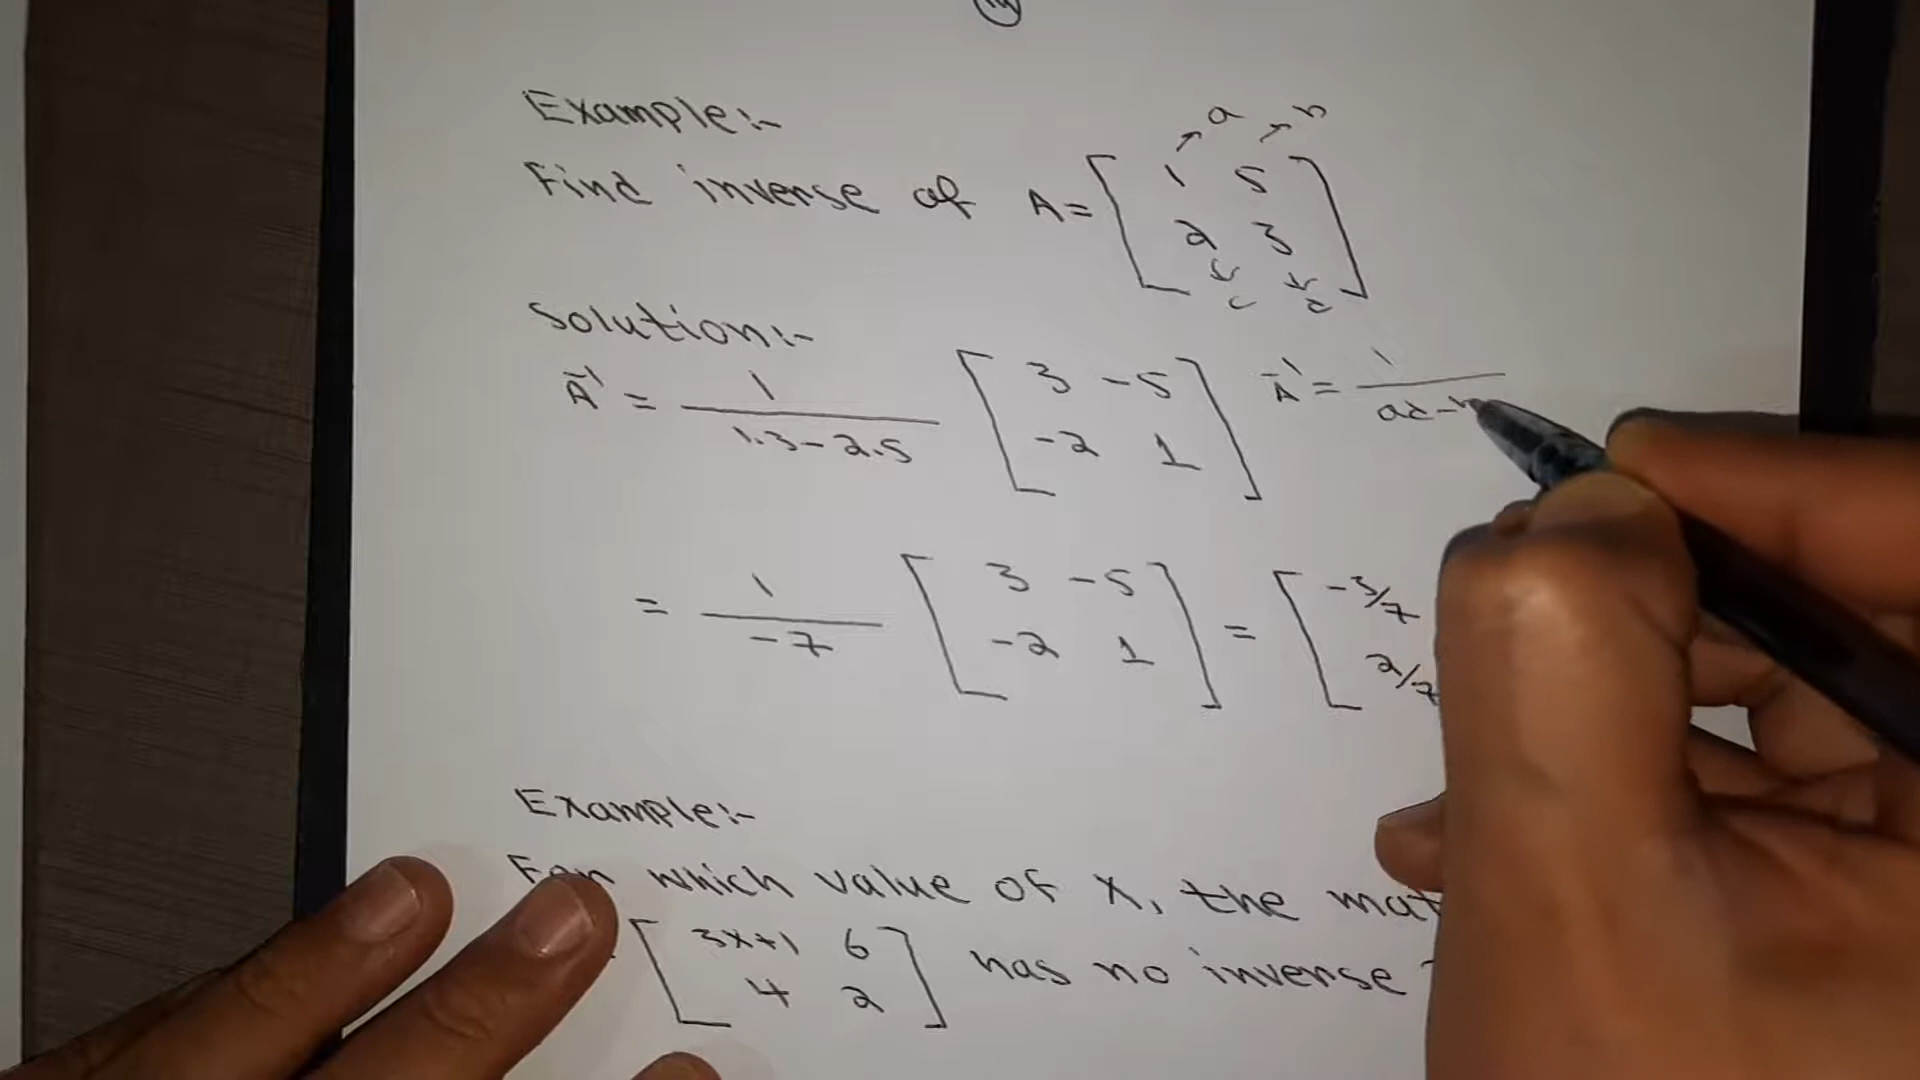 Example:-
a b
Find inverse of A = [ 1 5
2 3 ]
c d
Solution:-
A⁻¹ = 1 / 1.3-2.5 [ 3 -5
-2 1 ] A⁻¹ = 1 / ad-b
= 1 / -7 [ 3 -5
-2 1 ] = [ -3/7
2/7
Example:-
For which value of x, the mat
[ 3x+1 6
4 2 ] has no inverse